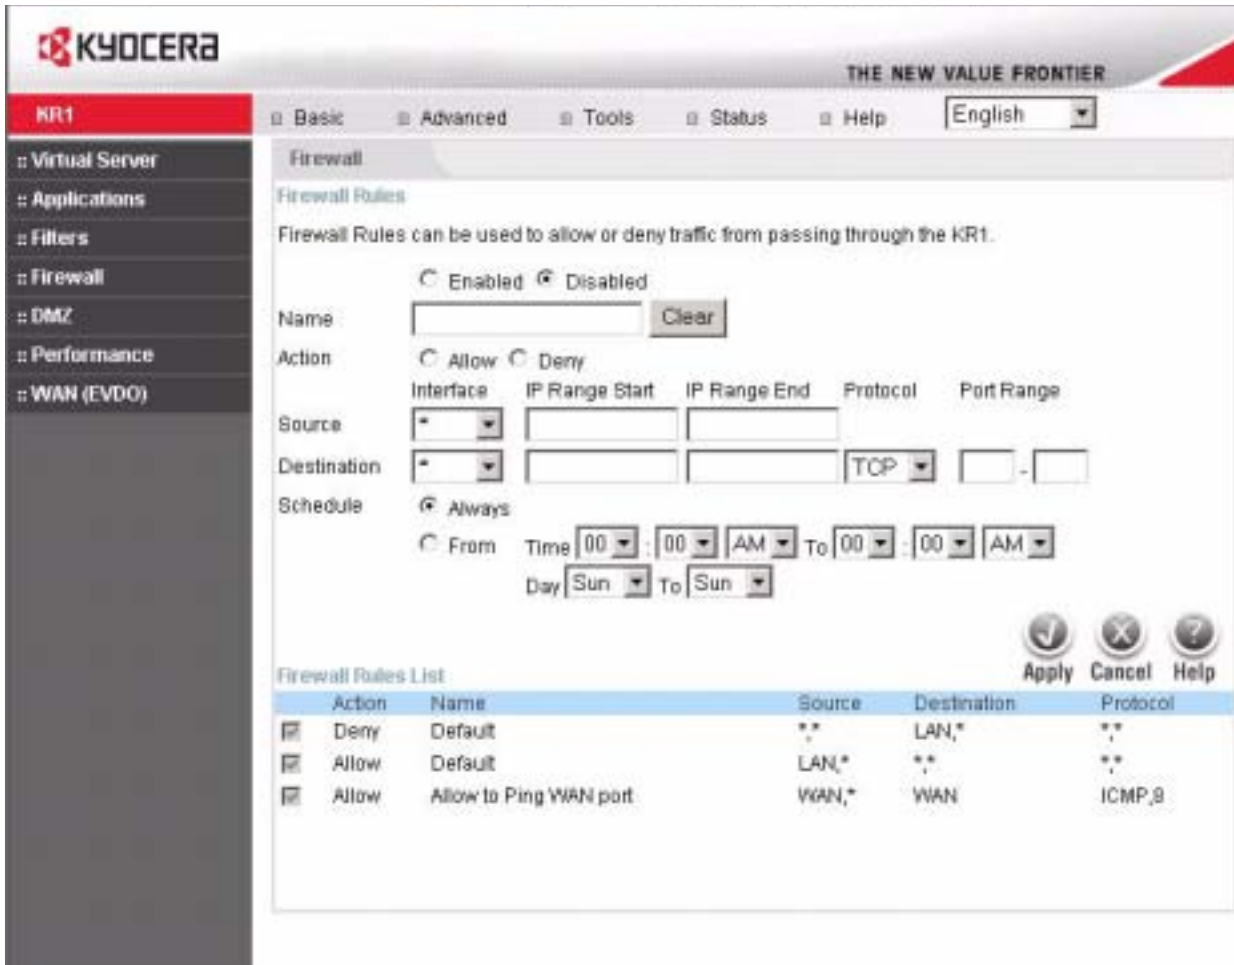 KYOCERA
THE NEW VALUE FRONTIER
KR1
Basic Advanced Tools Status Help English
:: Virtual Server
:: Applications
:: Filters
:: Firewall
:: DMZ
:: Performance
:: WAN (EVDO)
Firewall
Firewall Rules
Firewall Rules can be used to allow or deny traffic from passing through the KR1.
Enabled Disabled
Name Clear
Action Allow Deny
Interface IP Range Start IP Range End Protocol Port Range
Source *
Destination * TCP -
Schedule Always
From Time 00 : 00 AM To 00 : 00 AM
Day Sun To Sun
Apply Cancel Help
Firewall Rules List
Action Name Source Destination Protocol
Deny Default *,* LAN,* *,*
Allow Default LAN,* *,* *,*
Allow Allow to Ping WAN port WAN,* WAN ICMP,8